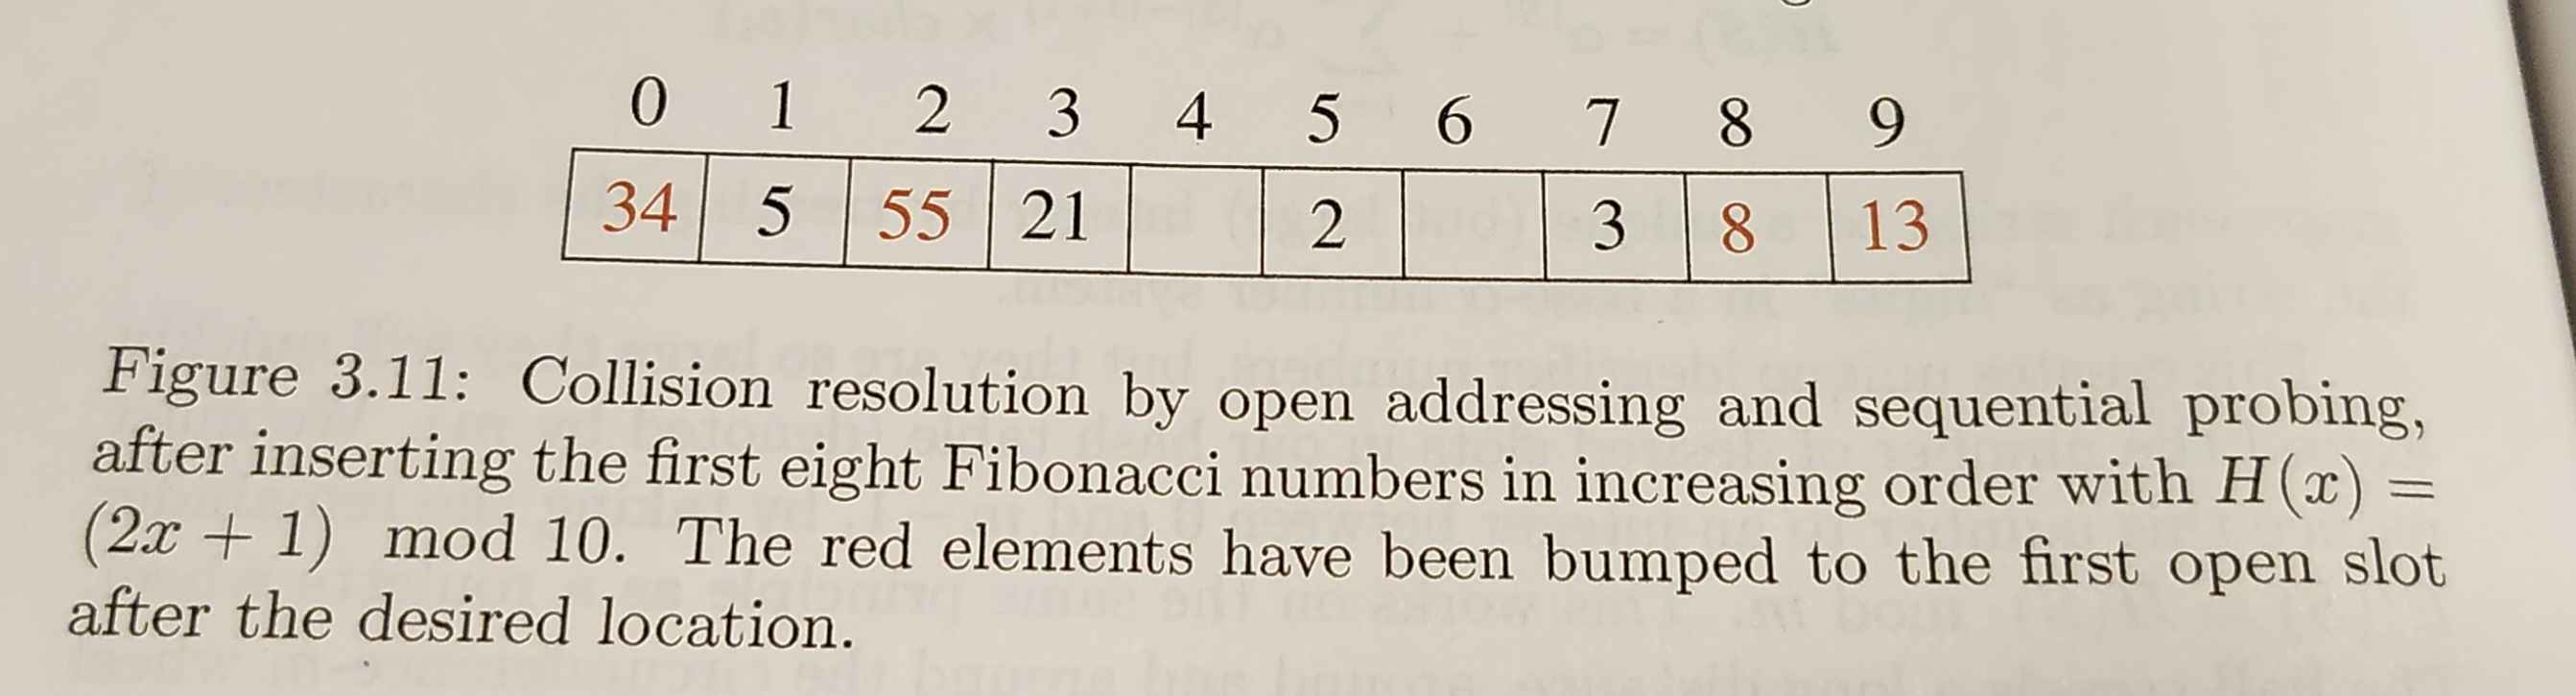 0 1 2 3 4 5 6 7 8 9
34 5 55 21 2 3 8 13
Figure 3.11: Collision resolution by open addressing and sequential probing,
after inserting the first eight Fibonacci numbers in increasing order with H(x) =
(2x + 1) mod 10. The red elements have been bumped to the first open slot
after the desired location.